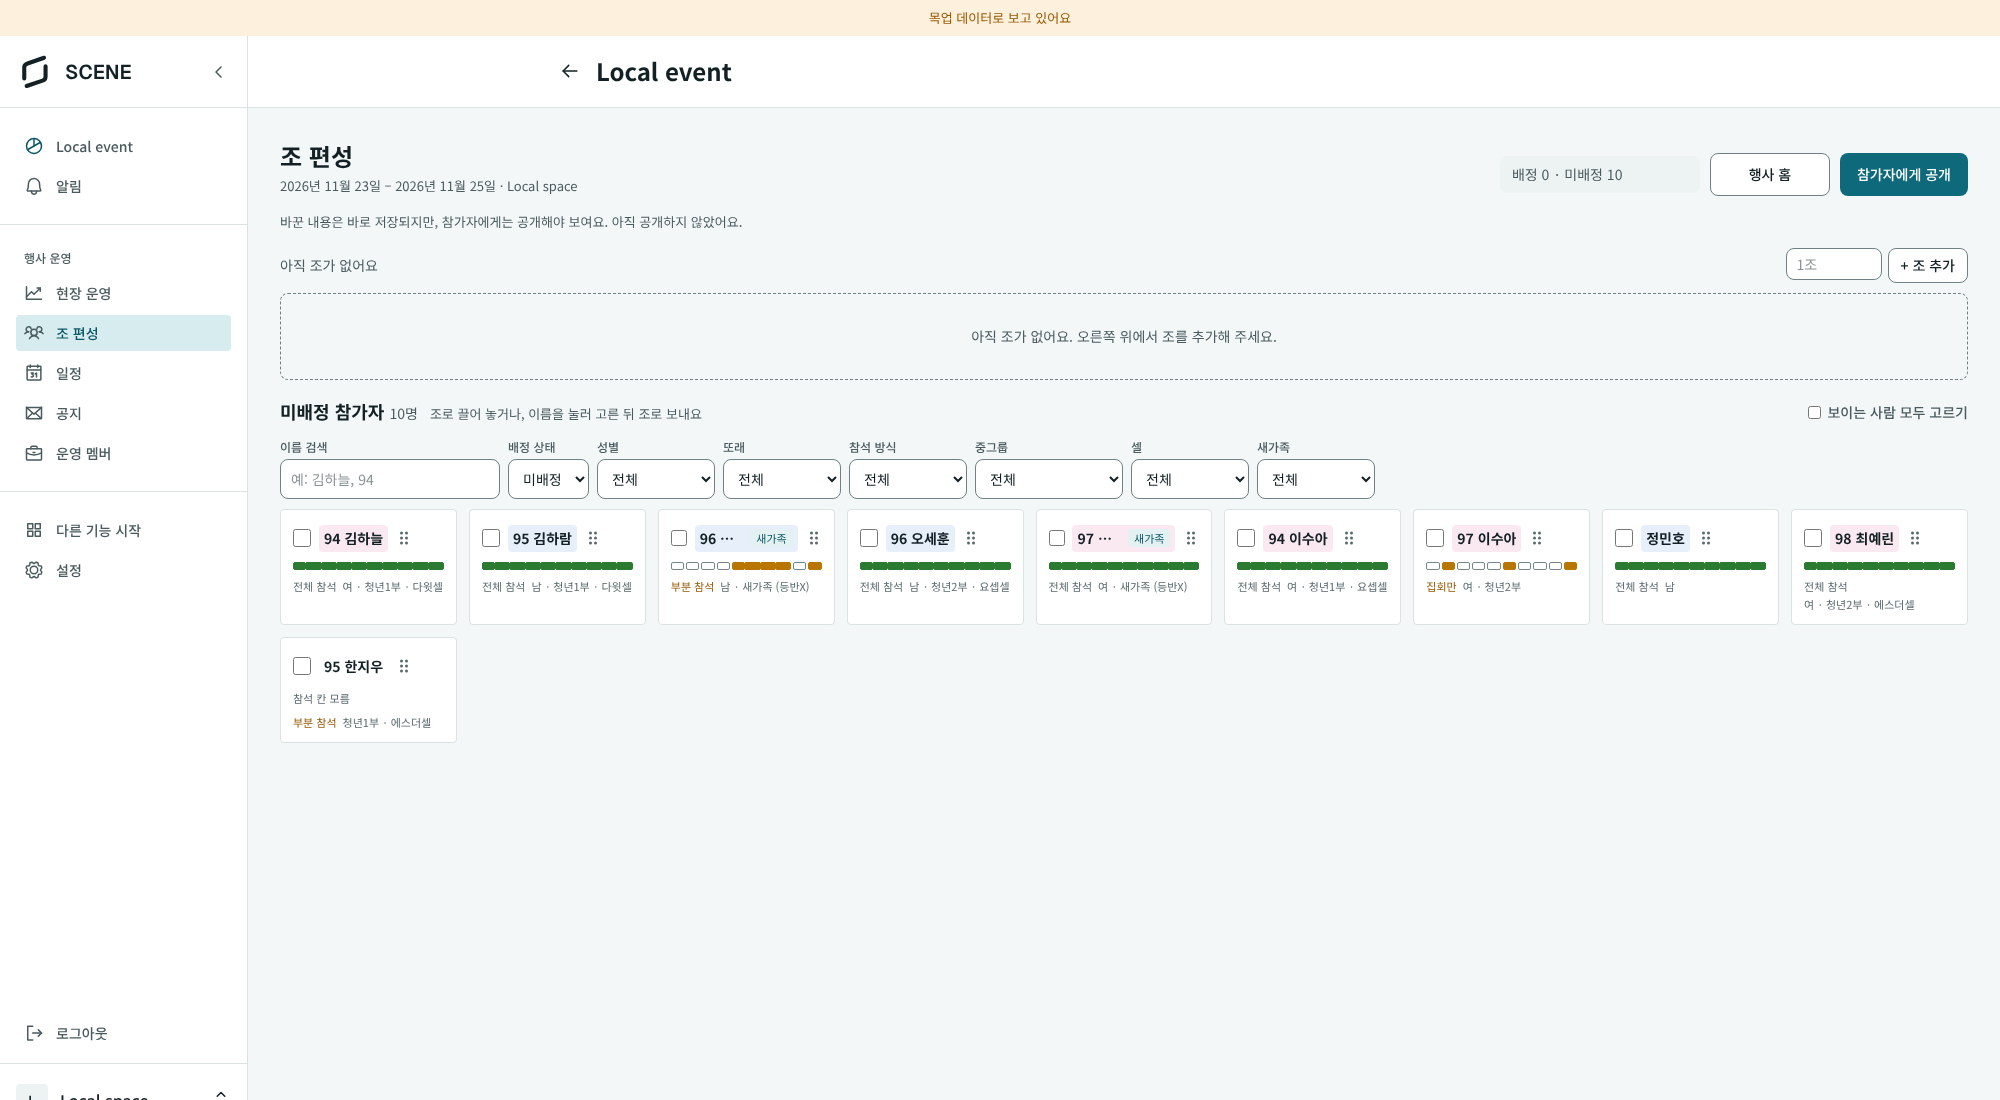 목업 데이터로 보고 있어요
SCENE
Local event
Local event
알림
행사 운영
현장 운영
조 편성
일정
공지
운영 멤버
다른 기능 시작
설정
로그아웃
Local space
조 편성
2026년 11월 23일 – 2026년 11월 25일 · Local space
배정 0 · 미배정 10
행사 홈
참가자에게 공개
바꾼 내용은 바로 저장되지만, 참가자에게는 공개해야 보여요. 아직 공개하지 않았어요.
아직 조가 없어요
1조
+ 조 추가
아직 조가 없어요. 오른쪽 위에서 조를 추가해 주세요.
미배정 참가자 10명 조로 끌어 놓거나, 이름을 눌러 고른 뒤 조로 보내요
보이는 사람 모두 고르기
이름 검색
예: 김하늘, 94
배정 상태
미배정
성별
전체
또래
전체
참석 방식
전체
중그룹
전체
셀
전체
새가족
전체
94 김하늘
전체 참석 여 · 청년1부 · 다윗셀
95 김하람
전체 참석 남 · 청년1부 · 다윗셀
96 ··· 새가족
부분 참석 남 · 새가족 (등반X)
96 오세훈
전체 참석 남 · 청년2부 · 요셉셀
97 ··· 새가족
전체 참석 여 · 새가족 (등반X)
94 이수아
전체 참석 여 · 청년1부 · 요셉셀
97 이수아
집회만 여 · 청년2부
정민호
전체 참석 남
98 최예린
전체 참석
여 · 청년2부 · 에스더셀
95 한지우
참석 칸 모름
부분 참석 청년1부 · 에스더셀